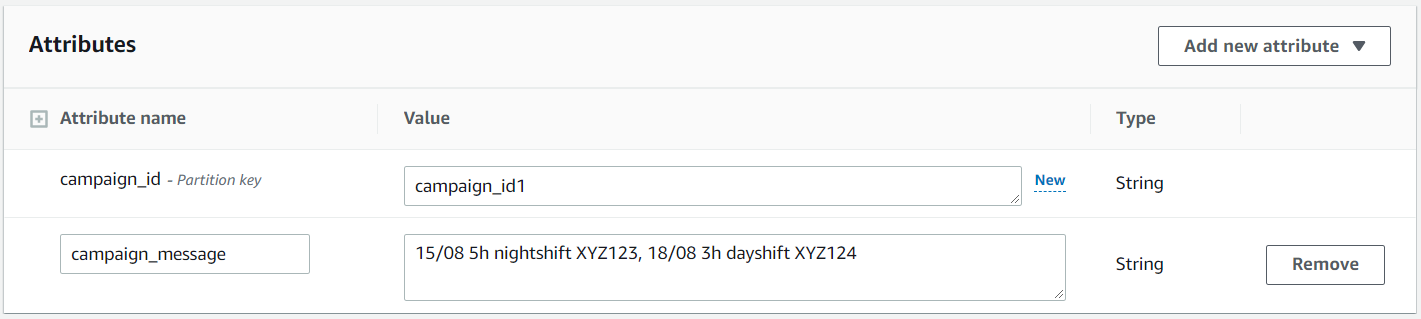 Attributes
Add new attribute
Attribute name Value Type
campaign_id - Partition key campaign_id1 New String
campaign_message 15/08 5h nightshift XYZ123, 18/08 3h dayshift XYZ124 String Remove